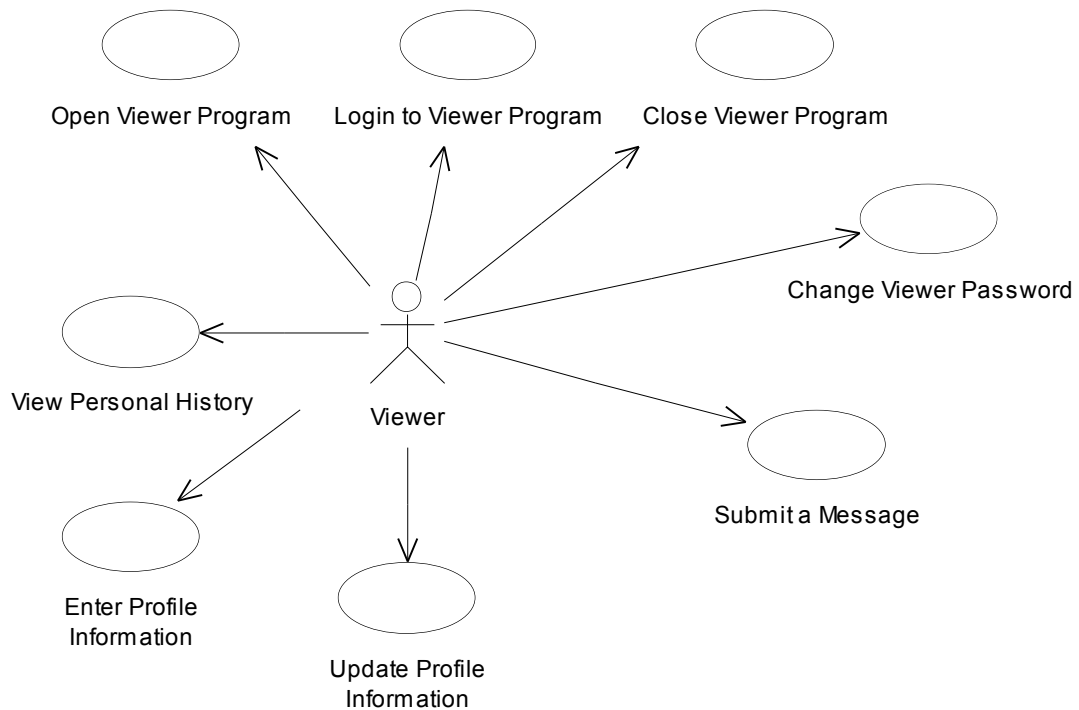 Open Viewer Program
Login to Viewer Program
Close Viewer Program
Change Viewer Password
View Personal History
Viewer
Submit a Message
Enter Profile
Information
Update Profile
Information